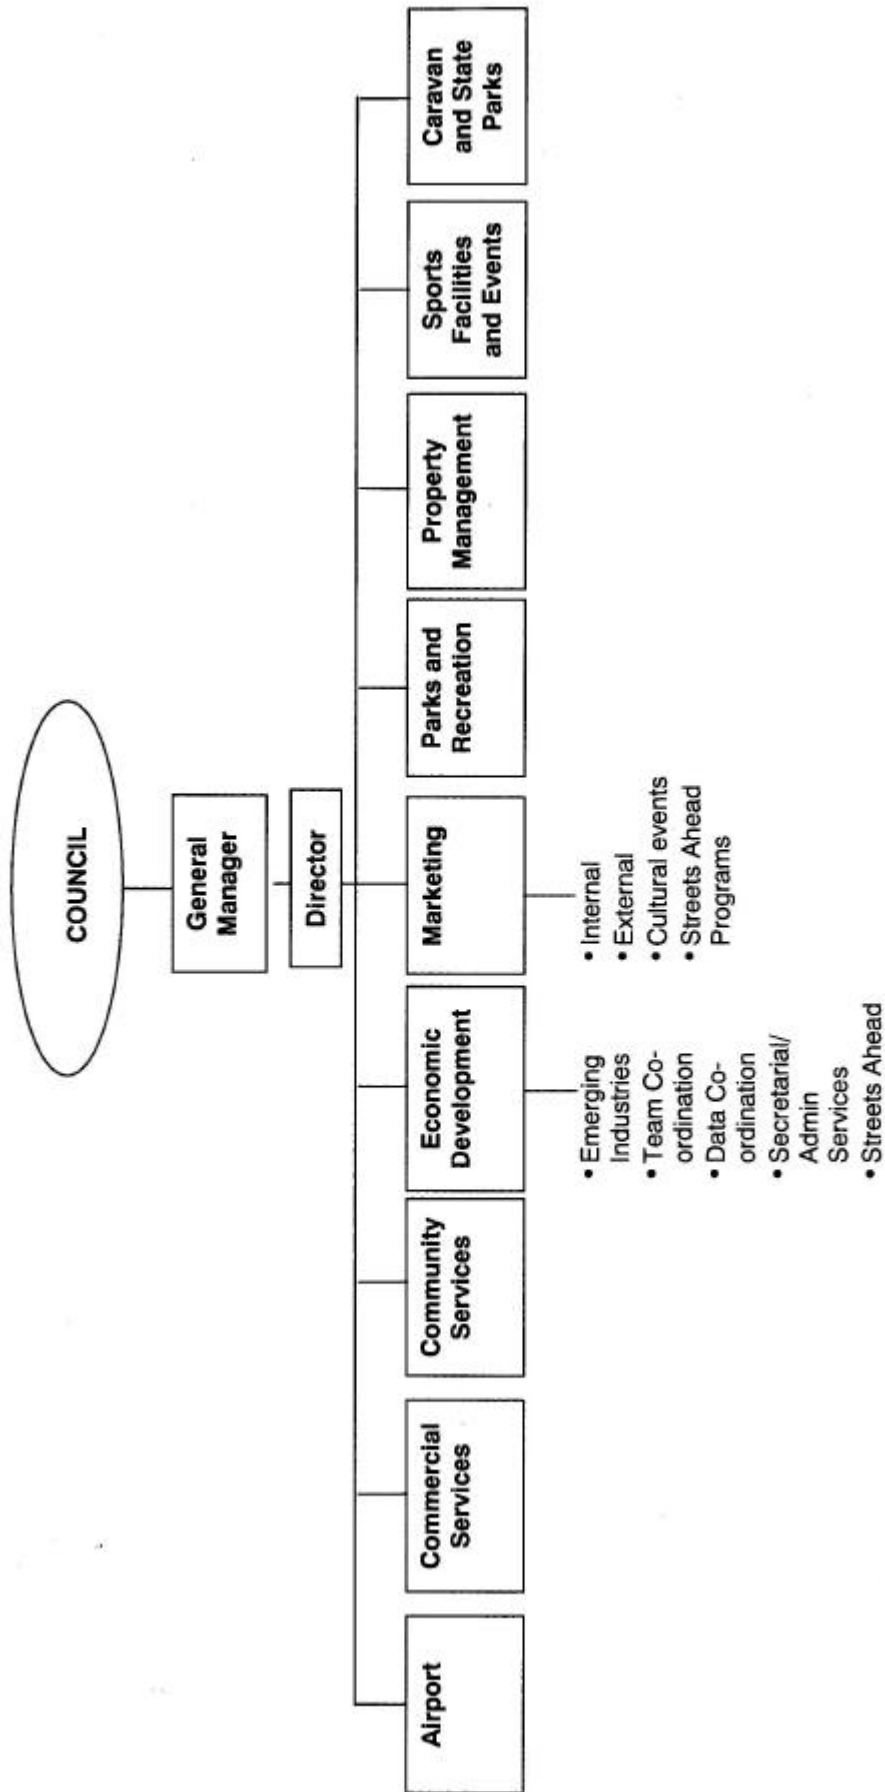 COUNCIL
General
Manager
Director
Airport
Commercial
Services
Community
Services
Economic
Development
Marketing
Parks and
Recreation
Property
Management
Sports
Facilities
and Events
Caravan
and State
Parks
• Emerging
Industries
• Team Co-
ordination
• Data Co-
ordination
• Secretarial/
Admin
Services
• Streets Ahead
• Internal
• External
• Cultural events
• Streets Ahead
Programs